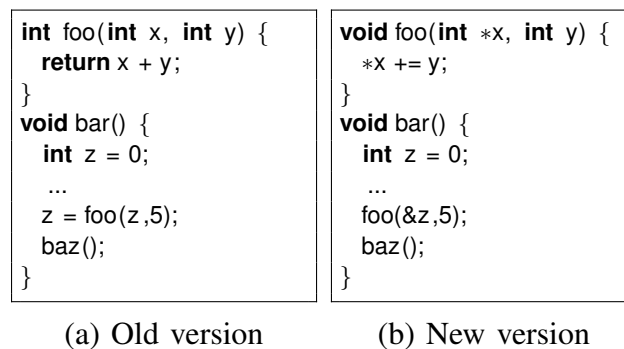 int foo(int x, int y) {
return x + y;
}
void bar() {
int z = 0;
...
z = foo(z,5);
baz();
}
(a) Old version
void foo(int *x, int y) {
*x += y;
}
void bar() {
int z = 0;
...
foo(&z,5);
baz();
}
(b) New version